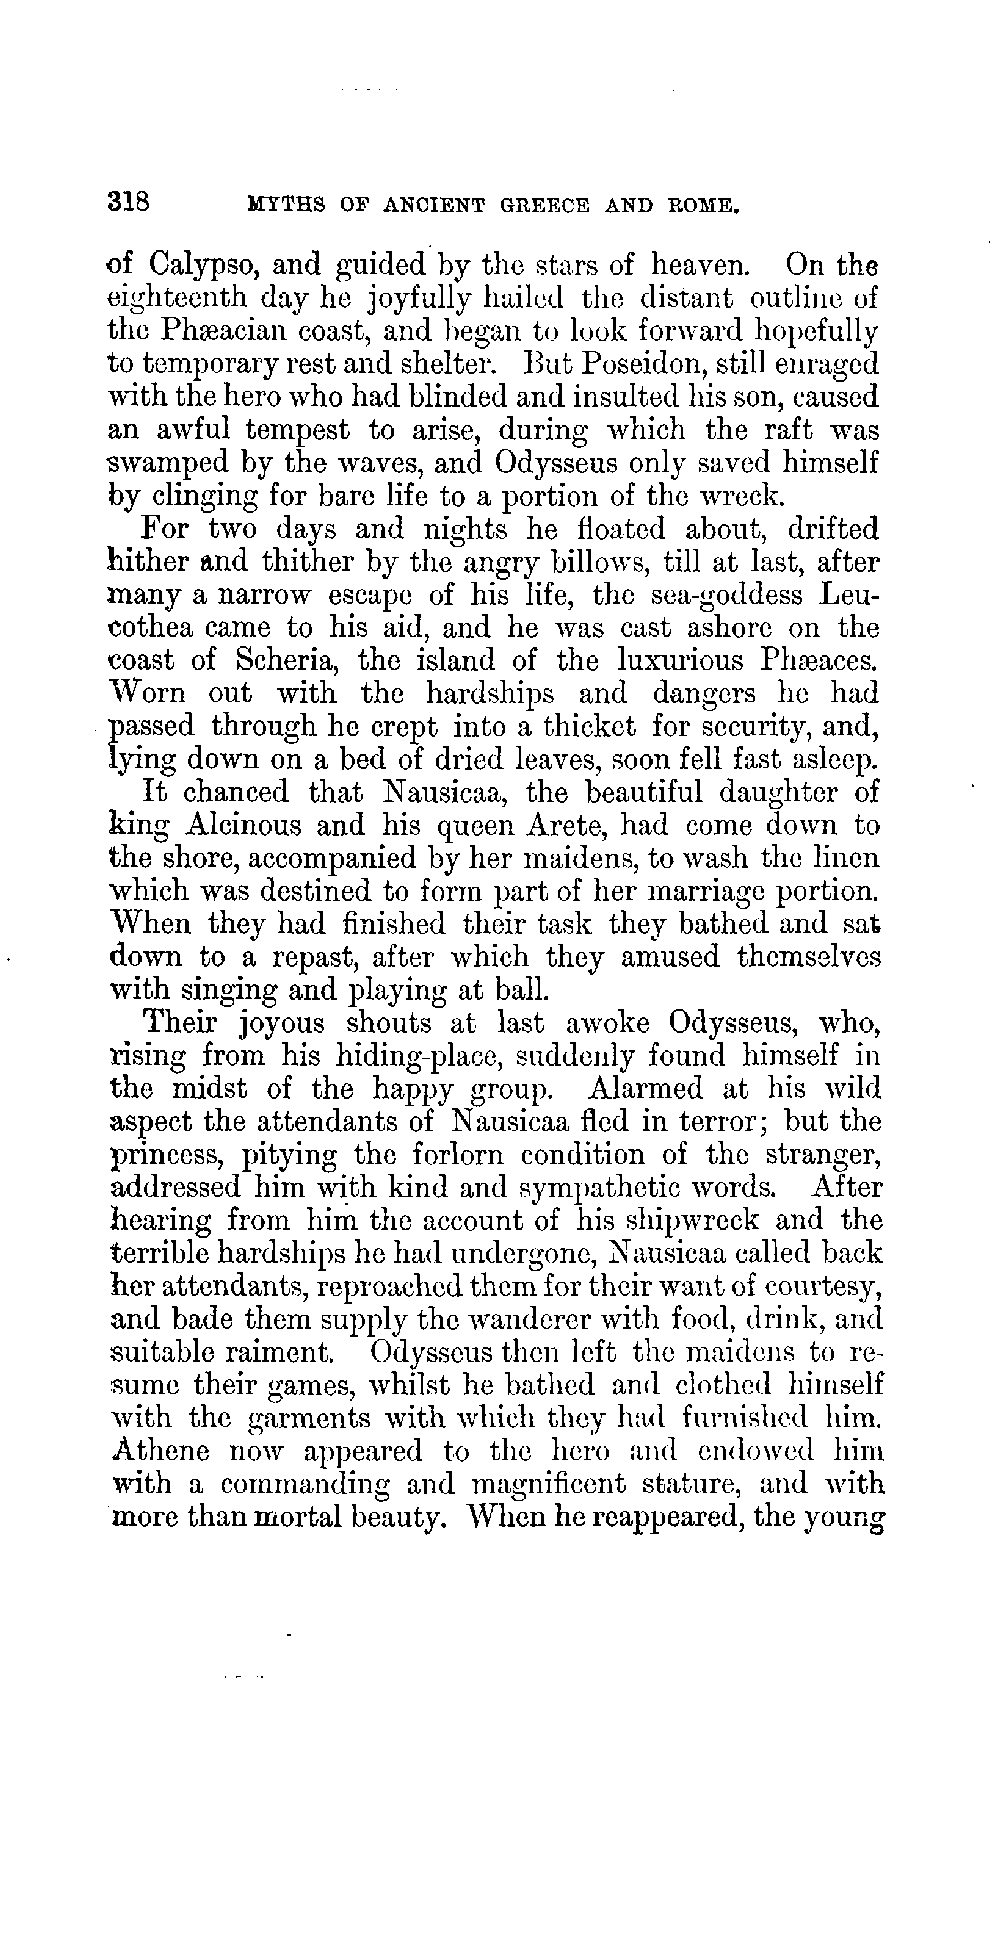 318 MYTHS OF ANCIENT GREECE AND ROME.
of Calypso, and guided by the stars of heaven. On the
eighteenth day he joyfully hailed the distant outline of
the Phæacian coast, and began to look forward hopefully
to temporary rest and shelter. But Poseidon, still enraged
with the hero who had blinded and insulted his son, caused
an awful tempest to arise, during which the raft was
swamped by the waves, and Odysseus only saved himself
by clinging for bare life to a portion of the wreck.
For two days and nights he floated about, drifted
hither and thither by the angry billows, till at last, after
many a narrow escape of his life, the sea-goddess Leu-
cothea came to his aid, and he was cast ashore on the
coast of Scheria, the island of the luxurious Phæaces.
Worn out with the hardships and dangers he had
passed through he crept into a thicket for security, and,
lying down on a bed of dried leaves, soon fell fast asleep.
It chanced that Nausicaa, the beautiful daughter of
king Alcinous and his queen Arete, had come down to
the shore, accompanied by her maidens, to wash the linen
which was destined to form part of her marriage portion.
When they had finished their task they bathed and sat
down to a repast, after which they amused themselves
with singing and playing at ball.
Their joyous shouts at last awoke Odysseus, who,
rising from his hiding-place, suddenly found himself in
the midst of the happy group. Alarmed at his wild
aspect the attendants of Nausicaa fled in terror; but the
princess, pitying the forlorn condition of the stranger,
addressed him with kind and sympathetic words. After
hearing from him the account of his shipwreck and the
terrible hardships he had undergone, Nausicaa called back
her attendants, reproached them for their want of courtesy,
and bade them supply the wanderer with food, drink, and
suitable raiment. Odysseus then left the maidens to re-
sume their games, whilst he bathed and clothed himself
with the garments with which they had furnished him.
Athene now appeared to the hero and endowed him
with a commanding and magnificent stature, and with
more than mortal beauty. When he reappeared, the young